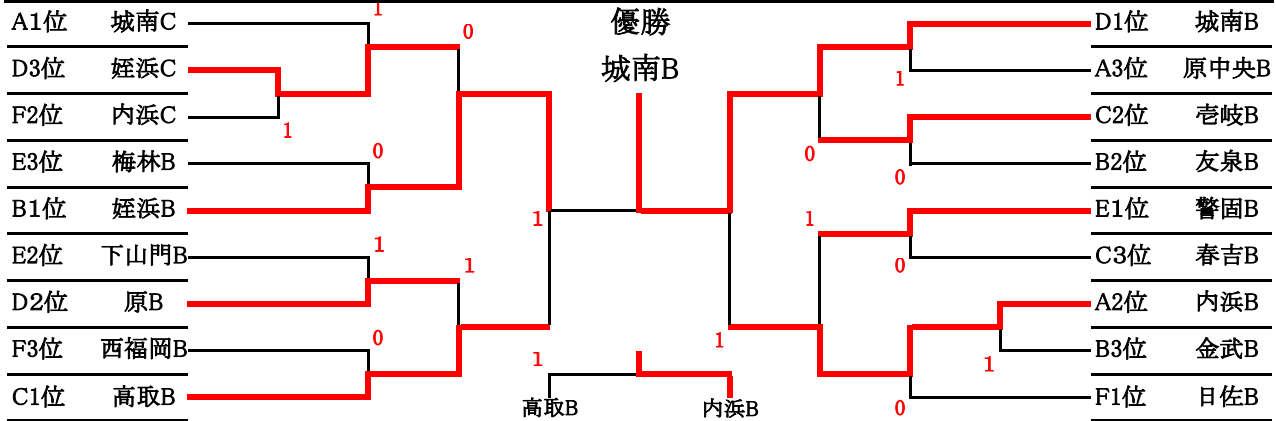 優勝
城南B
A1位 城南C
D3位 姪浜C
F2位 内浜C
E3位 梅林B
B1位 姪浜B
E2位 下山門B
D2位 原B
F3位 西福岡B
C1位 高取B
1
0
1
0
1
1
0
1
1
高取B
内浜B
D1位 城南B
A3位 原中央B
C2位 壱岐B
B2位 友泉B
E1位 警固B
C3位 春吉B
A2位 内浜B
B3位 金武B
F1位 日佐B
1
0
0
1
0
1
1
0